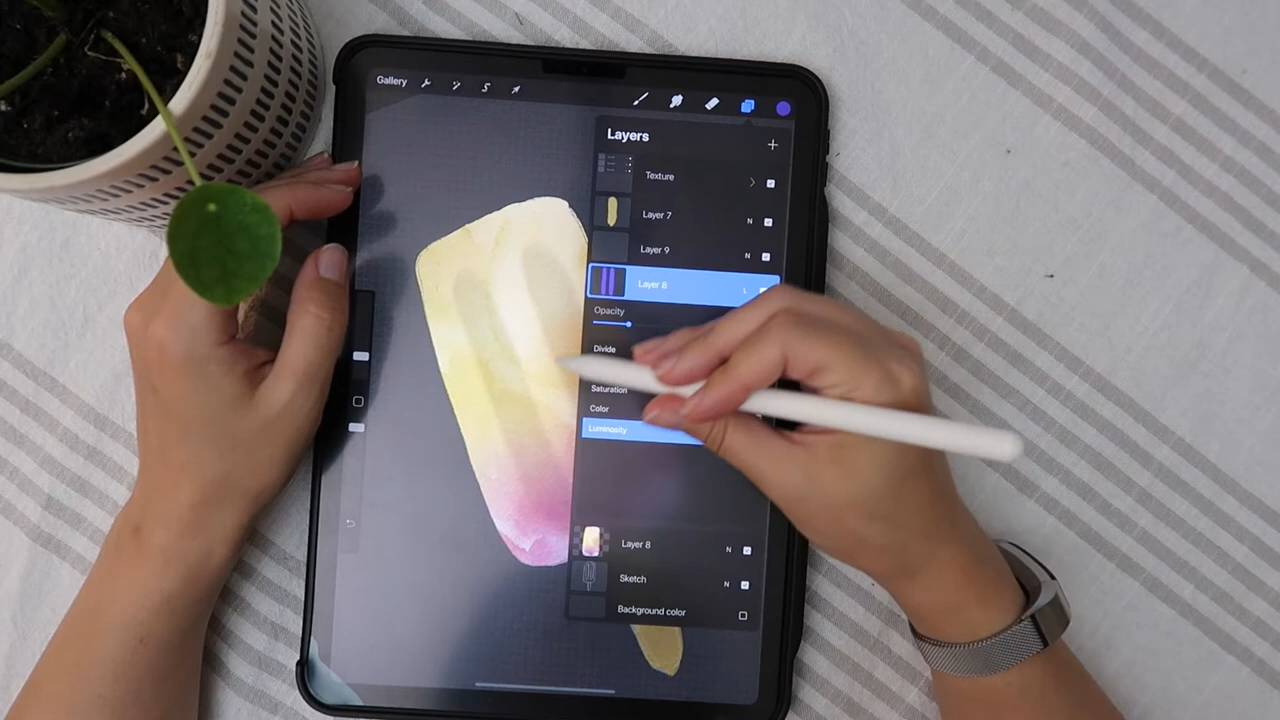 Gallery
Layers
Texture
Layer 7 N
Layer 9 N
Layer 8 L
Opacity
Divide
Saturation
Color
Luminosity
Layer 8 N
Sketch N
Background color